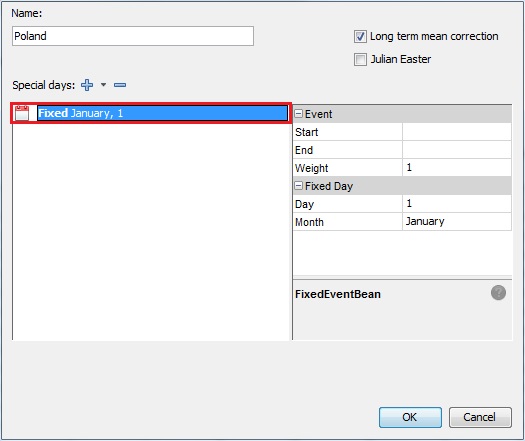 Name:
Poland
Long term mean correction
Julian Easter
Special days:
Fixed January, 1
Event
Start
End
Weight 1
Fixed Day
Day 1
Month January
FixedEventBean
?
OK Cancel